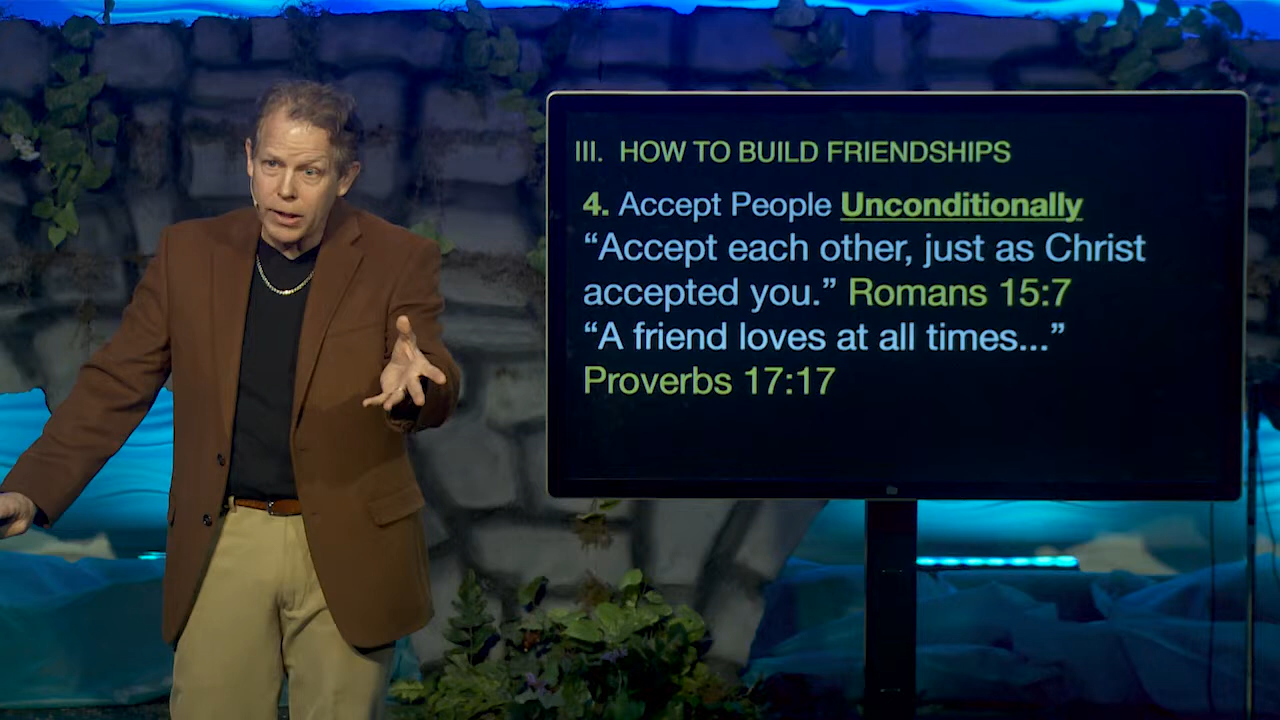 III. HOW TO BUILD FRIENDSHIPS
4. Accept People Unconditionally
“Accept each other, just as Christ
accepted you.” Romans 15:7
“A friend loves at all times...”
Proverbs 17:17